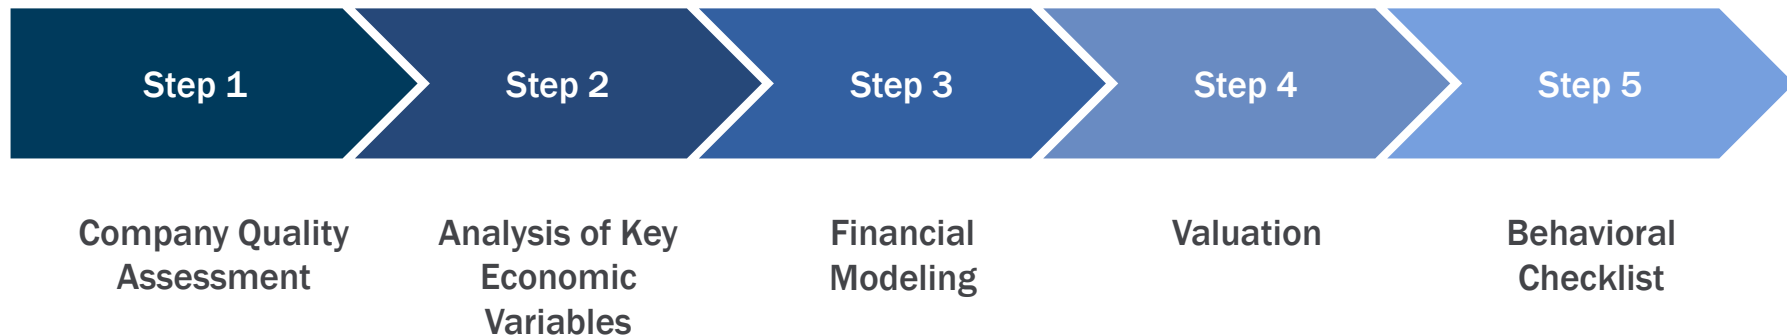 Step 1
Step 2
Step 3
Step 4
Step 5
Company Quality
Assessment
Analysis of Key
Economic
Variables
Financial
Modeling
Valuation
Behavioral
Checklist